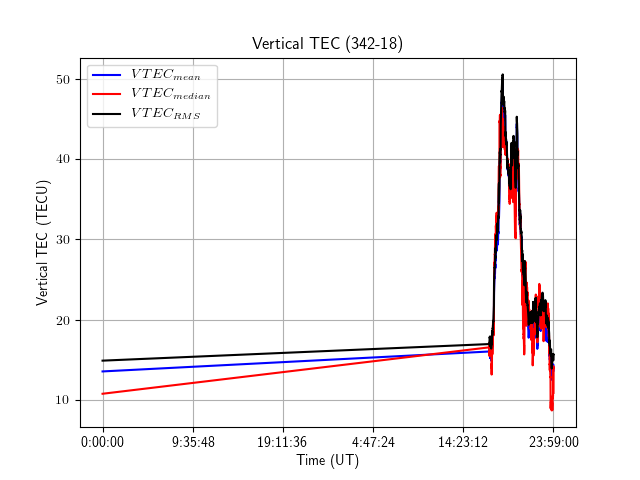 Vertical TEC (342-18)
VTEC_mean
VTEC_median
VTEC_RMS
Vertical TEC (TECU)
50
40
30
20
10
0:00:00 9:35:48 19:11:36 4:47:24 14:23:12 23:59:00
Time (UT)